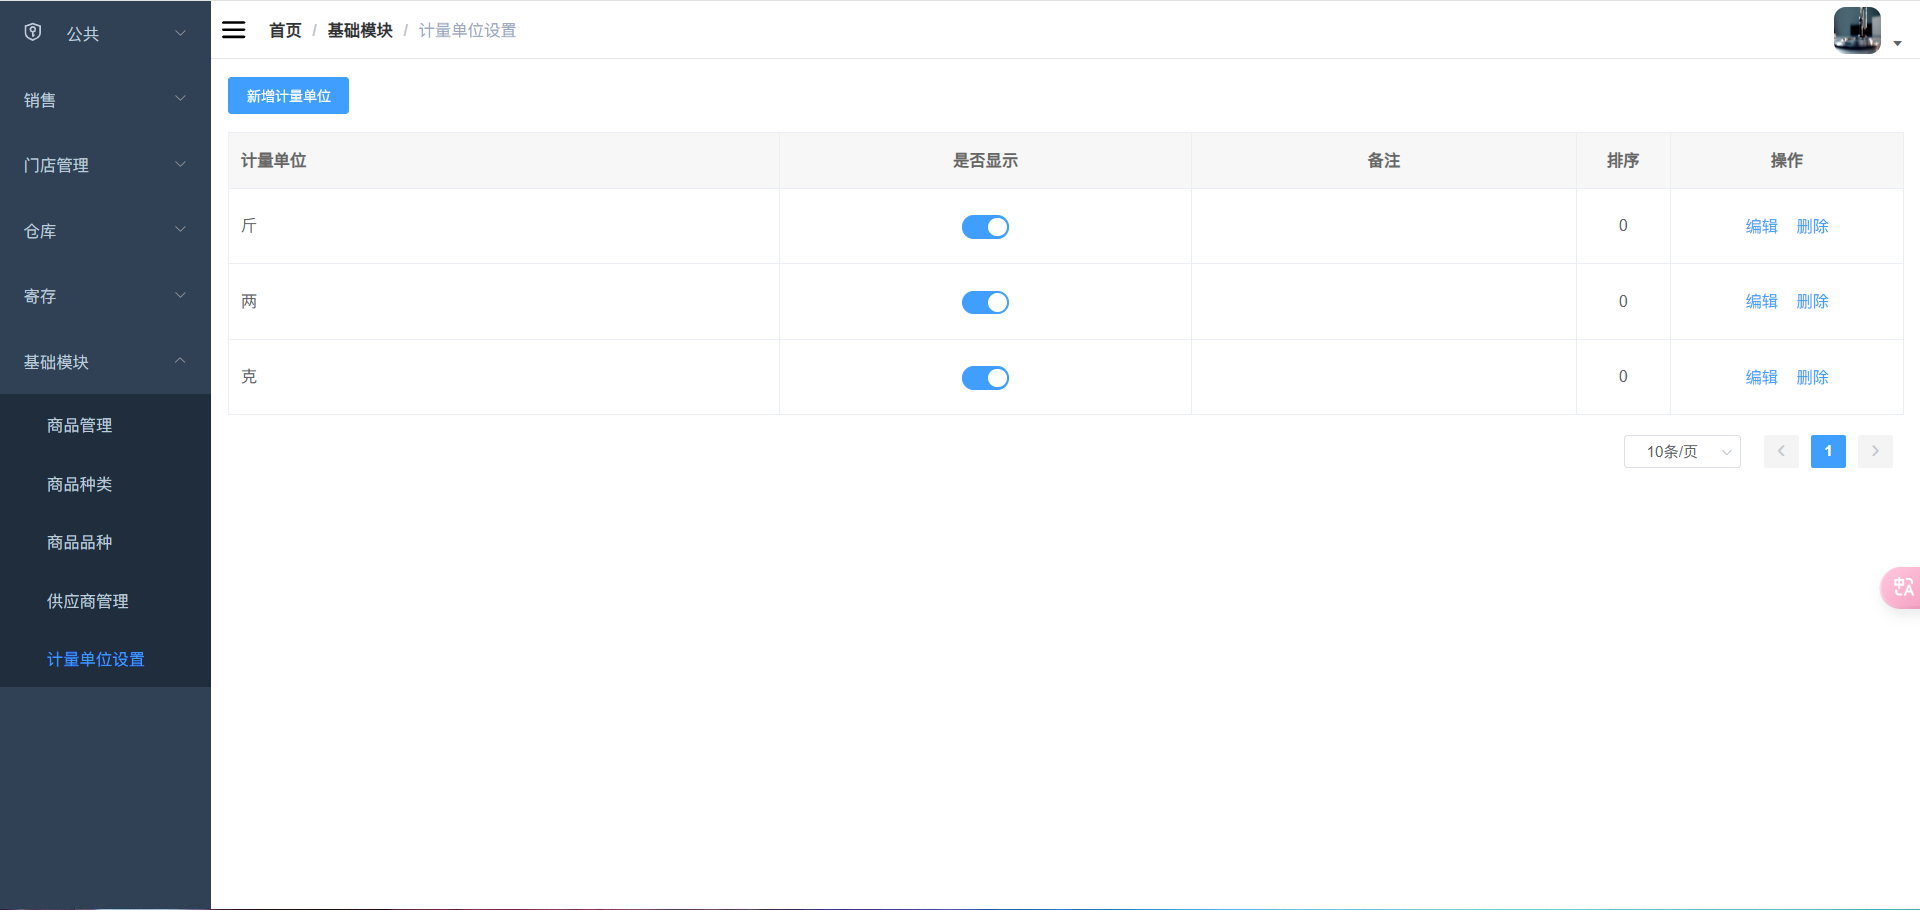 公共
销售
门店管理
仓库
寄存
基础模块
商品管理
商品种类
商品品种
供应商管理
计量单位设置
首页 / 基础模块 / 计量单位设置
新增计量单位
计量单位 是否显示 备注 排序 操作
斤 0 编辑 删除
两 0 编辑 删除
克 0 编辑 删除
10条/页 1
中A